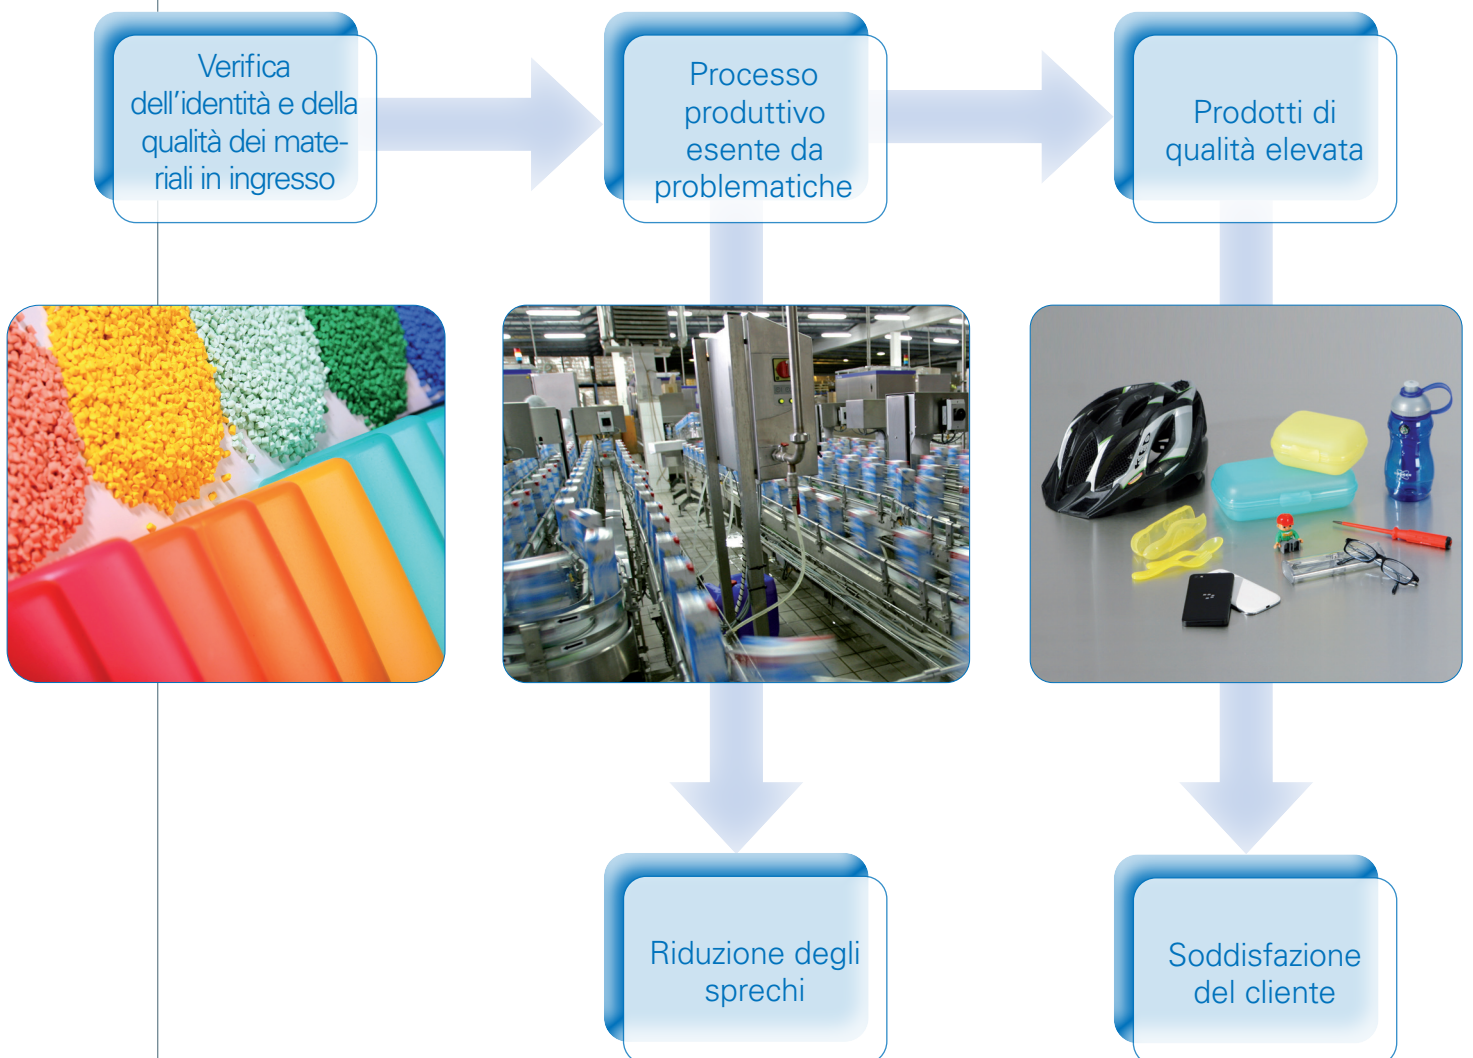 Verifica
dell'identità e della
qualità dei mate-
riali in ingresso
Processo
produttivo
esente da
problematiche
Prodotti di
qualità elevata
Riduzione degli
sprechi
Soddisfazione
del cliente